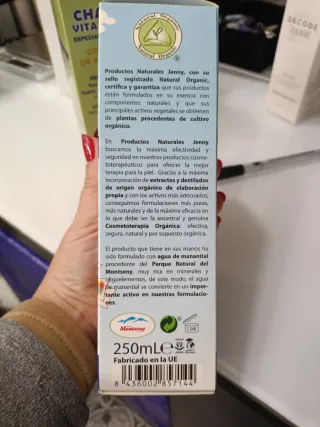 Natural Organic
Natural Organic
Productos Naturales Jenny, con su
sello registrado Natural Organic,
certifica y garantiza que sus productos
están formulados en su esencia con
componentes naturales y que sus
principales activos vegetales se obtienen
de plantas procedentes de cultivo
orgánico.
En Productos Naturales Jenny
buscamos la máxima efectividad y
seguridad en nuestros productos cosme-
toterapéuticos para ofrecer la mejor
terapia para la piel. Gracias a la máxima
incorporación de extractos y destilados
de origen orgánico de elaboración
propia y con los activos más adecuados,
conseguimos formulaciones más puras,
más naturales y de la máxima eficacia en
lo que debe ser la ancestral y genuina
Cosmetoterapia Orgánica: efectiva,
segura, natural y por supuesto orgánica.
El producto que tiene en sus manos ha
sido formulado con agua de manantial
procedente del Parque Natural del
Montseny, muy rica en minerales y
oligoelementos, de este modo, el agua
de manantial se convierte en un impor-
tante activo en nuestras formulacio-
nes.
Montseny
12M
250mL e
Fabricado en la UE
8 436002 857144
CHA
VITA
ESPECIAL
DECODE